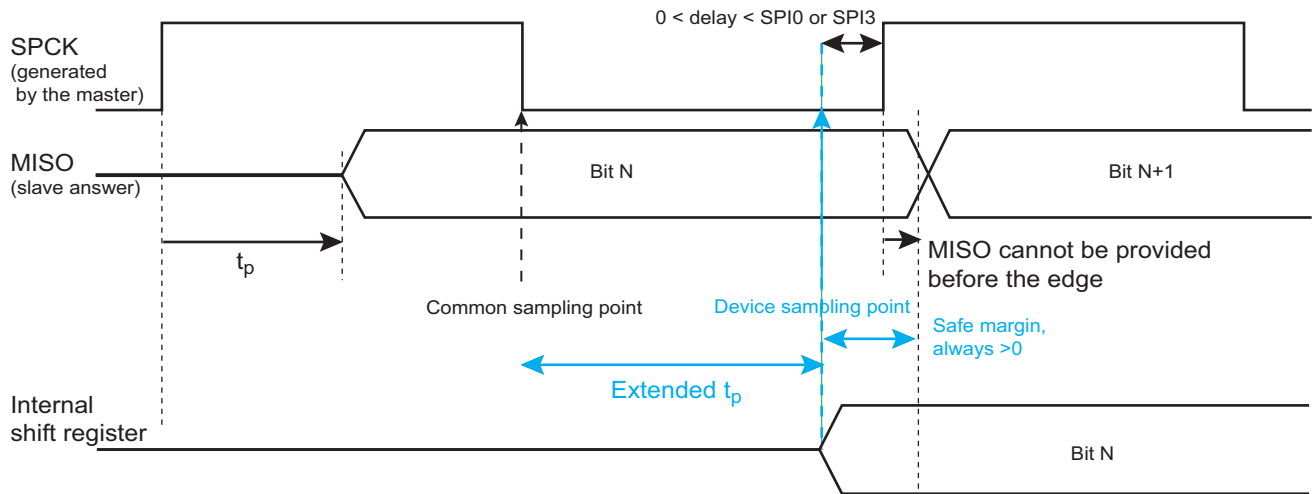 0 < delay < SPI0 or SPI3
SPCK
(generated
by the master)
MISO
(slave answer)
Bit N
Bit N+1
tp
MISO cannot be provided
before the edge
Common sampling point
Device sampling point
Safe margin,
always >0
Extended tp
Internal
shift register
Bit N